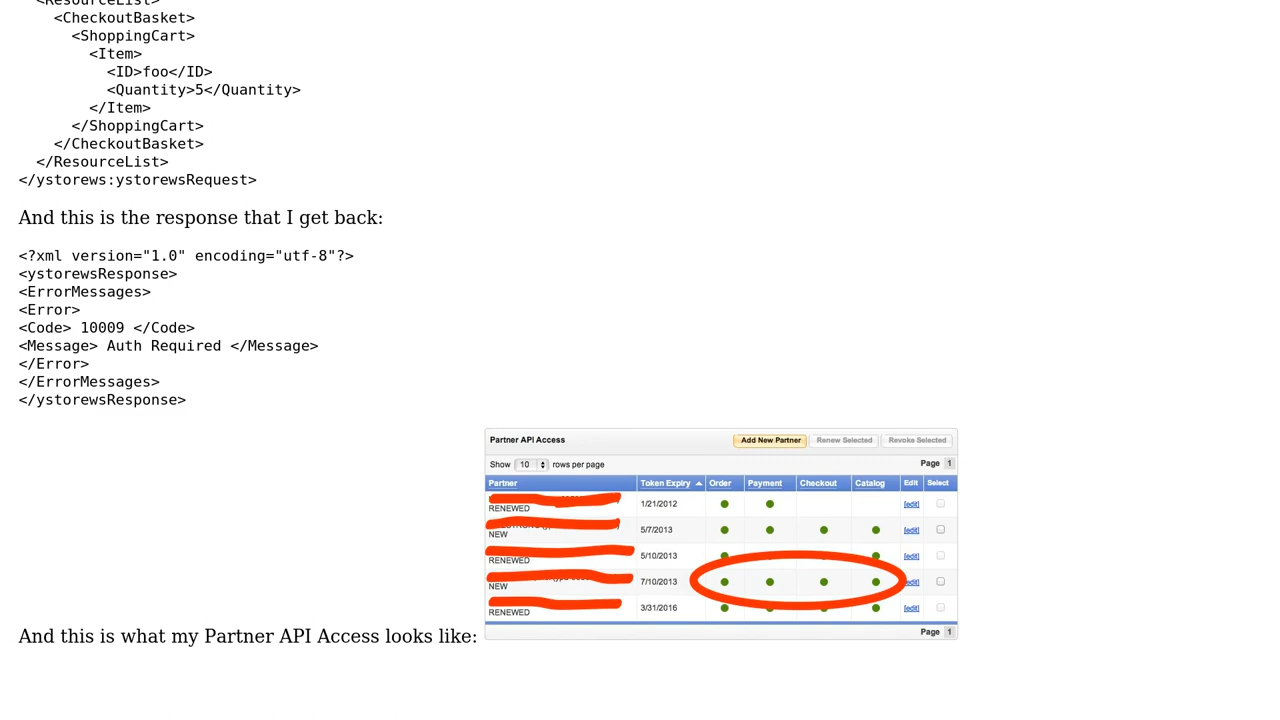 <ResourceList>
<CheckoutBasket>
<ShoppingCart>
<Item>
<ID>foo</ID>
<Quantity>5</Quantity>
</Item>
</ShoppingCart>
</CheckoutBasket>
</ResourceList>
</ystorews:ystorewsRequest>
And this is the response that I get back:
<?xml version="1.0" encoding="utf-8"?>
<ystorewsResponse>
<ErrorMessages>
<Error>
<Code> 10009 </Code>
<Message> Auth Required </Message>
</Error>
</ErrorMessages>
</ystorewsResponse>
Partner API Access Add New Partner Renew Selected Revoke Selected
Show 10 rows per page Page 1
Partner Token Expiry Order Payment Checkout Catalog Edit Select
RENEWED 1/21/2012 [edit]
NEW 5/7/2013 [edit]
RENEWED 5/10/2013 [edit]
NEW 7/10/2013 edit]
RENEWED 3/31/2016 [edit]
Page 1
And this is what my Partner API Access looks like: